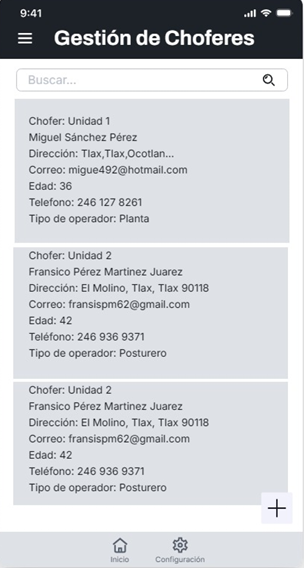 9:41
Gestión de Choferes
Buscar...
Chofer: Unidad 1
Miguel Sánchez Pérez
Dirección: Tlax,Tlax,Ocotlan...
Correo: migue492@hotmail.com
Edad: 36
Telefono: 246 127 8261
Tipo de operador: Planta
Chofer: Unidad 2
Fransico Pérez Martinez Juarez
Dirección: El Molino, Tlax, Tlax 90118
Correo: fransispm62@gmail.com
Edad: 42
Teléfono: 246 936 9371
Tipo de operador: Posturero
Chofer: Unidad 2
Fransico Pérez Martinez Juarez
Dirección: El Molino, Tlax, Tlax 90118
Correo: fransispm62@gmail.com
Edad: 42
Teléfono: 246 936 9371
Tipo de operador: Posturero
Inicio Configuración